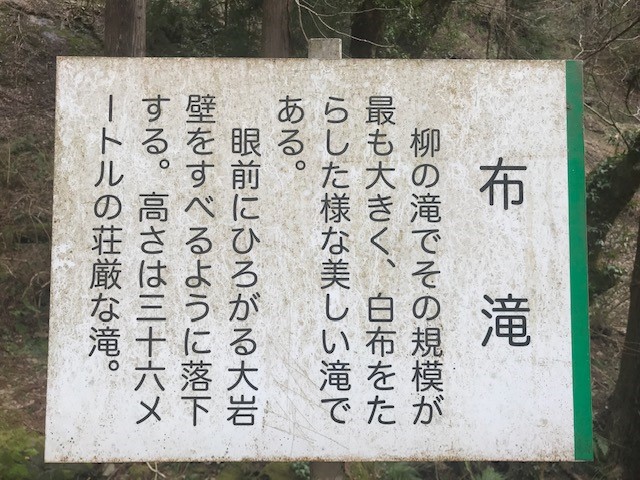 布滝
柳の滝でその規模が
最も大きく、白布をた
らした様な美しい滝で
ある。
眼前にひろがる大岩
壁をすべるように落下
する。高さは三十六メ
ートルの荘厳な滝。